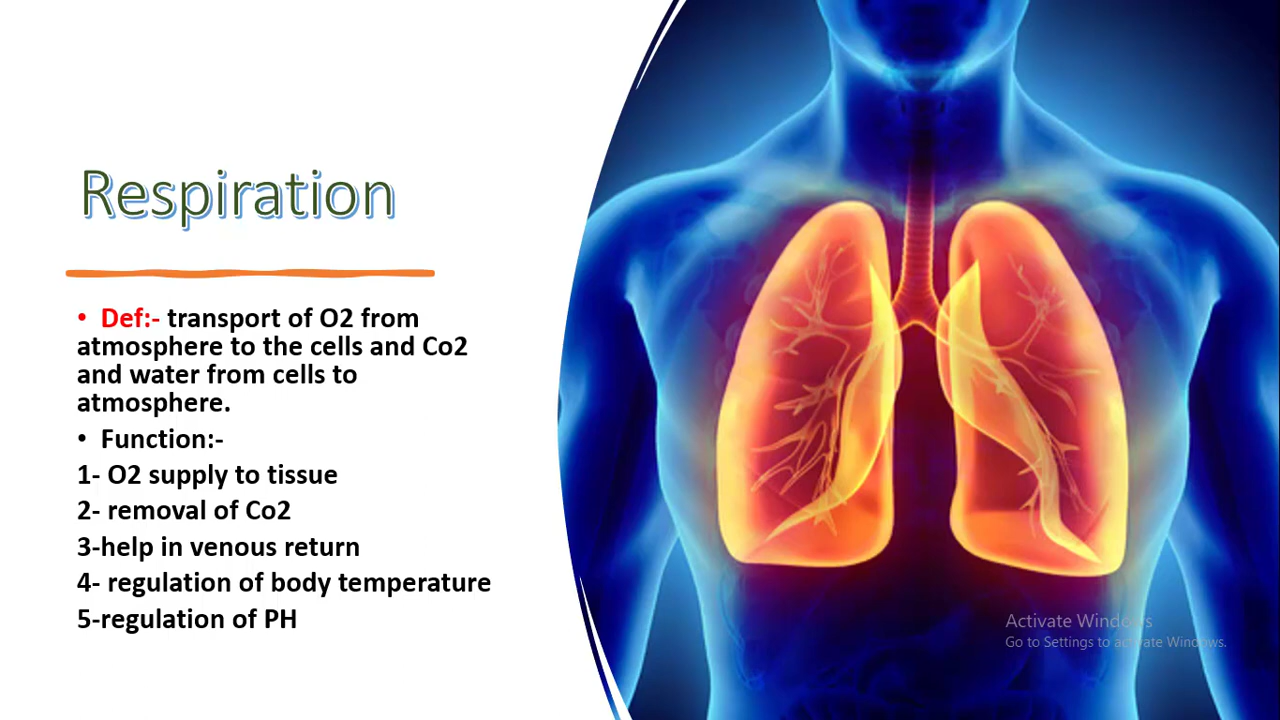 Respiration
• Def:- transport of O2 from
atmosphere to the cells and Co2
and water from cells to
atmosphere.
• Function:-
1- O2 supply to tissue
2- removal of Co2
3-help in venous return
4- regulation of body temperature
5-regulation of PH
Activate Windows
Go to Settings to activate Windows.